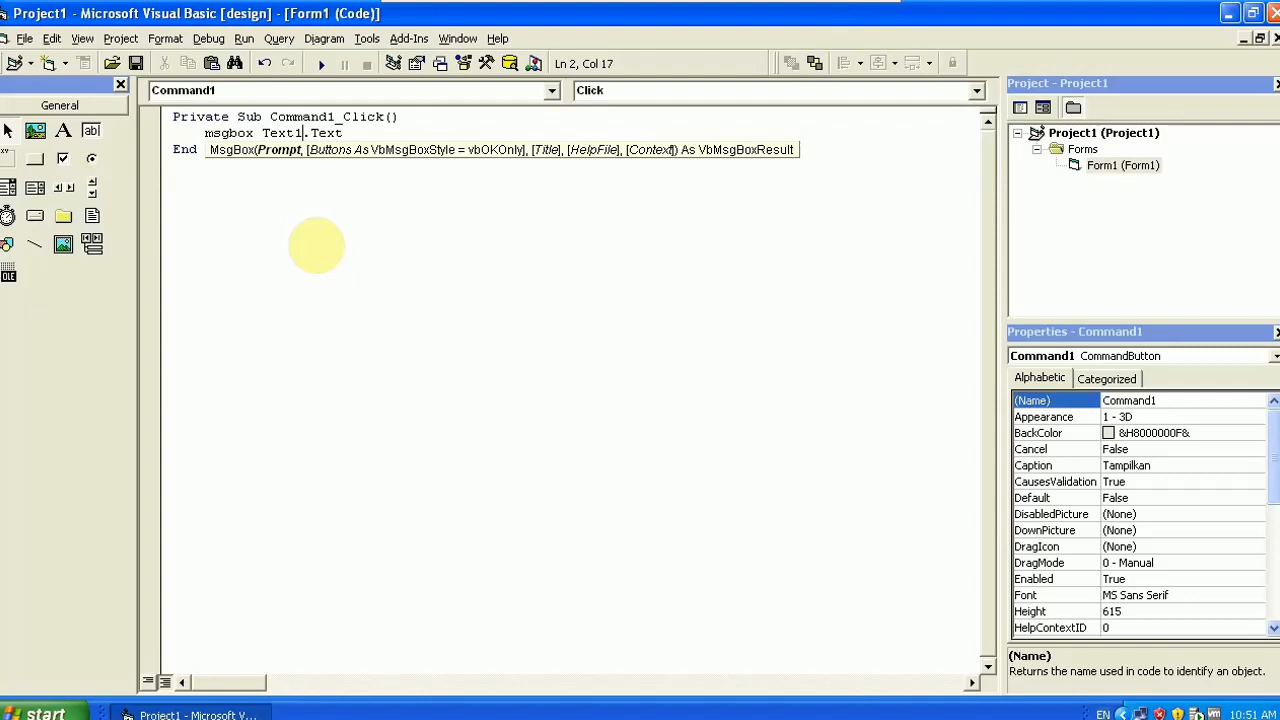 Project1 - Microsoft Visual Basic [design] - [Form1 (Code)]
File Edit View Project Format Debug Run Query Diagram Tools Add-Ins Window Help
Ln 2, Col 17
General
Command1
Click
Private Sub Command1_Click()
msgbox Text1.Text
End
MsgBox(Prompt, [Buttons As VbMsgBoxStyle = vbOKOnly], [Title], [HelpFile], [Context]) As VbMsgBoxResult
Project - Project1
Project1 (Project1)
Forms
Form1 (Form1)
Properties - Command1
Command1 CommandButton
Alphabetic Categorized
(Name) Command1
Appearance 1 - 3D
BackColor &H8000000F&
Cancel False
Caption Tampilkan
CausesValidation True
Default False
DisabledPicture (None)
DownPicture (None)
DragIcon (None)
DragMode 0 - Manual
Enabled True
Font MS Sans Serif
Height 615
HelpContextID 0
(Name)
Returns the name used in code to identify an object.
start
Project1 - Microsoft V...
EN
10:51 AM